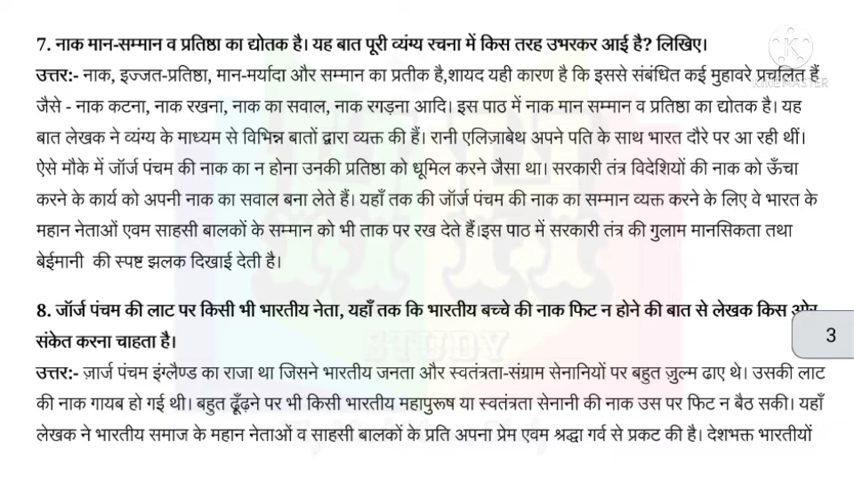 7. नाक मान-सम्मान व प्रतिष्ठा का द्योतक है। यह बात पूरी व्यंग्य रचना में किस तरह उभरकर आई है? लिखिए।
उत्तर:- नाक, इज्जत-प्रतिष्ठा, मान-मर्यादा और सम्मान का प्रतीक है,शायद यही कारण है कि इससे संबंधित कई मुहावरे प्रचलित हैं
KINEMASTER
जैसे - नाक कटना, नाक रखना, नाक का सवाल, नाक रगड़ना आदि। इस पाठ में नाक मान सम्मान व प्रतिष्ठा का द्योतक है। यह
बात लेखक ने व्यंग्य के माध्यम से विभिन्न बातों द्वारा व्यक्त की हैं। रानी एलिज़ाबेथ अपने पति के साथ भारत दौरे पर आ रही थीं।
ऐसे मौके में जॉर्ज पंचम की नाक का न होना उनकी प्रतिष्ठा को धूमिल करने जैसा था। सरकारी तंत्र विदेशियों की नाक को ऊँचा
करने के कार्य को अपनी नाक का सवाल बना लेते हैं। यहाँ तक की जॉर्ज पंचम की नाक का सम्मान व्यक्त करने के लिए वे भारत के
महान नेताओं एवम साहसी बालकों के सम्मान को भी ताक पर रख देते हैं।इस पाठ में सरकारी तंत्र की गुलाम मानसिकता तथा
बेईमानी की स्पष्ट झलक दिखाई देती है।
8. जॉर्ज पंचम की लाट पर किसी भी भारतीय नेता, यहाँ तक कि भारतीय बच्चे की नाक फिट न होने की बात से लेखक किस ओर
संकेत करना चाहता है।
3
STUDY
उत्तर:- ज़ार्ज पंचम इंग्लैण्ड का राजा था जिसने भारतीय जनता और स्वतंत्रता-संग्राम सेनानियों पर बहुत ज़ुल्म ढाए थे। उसकी लाट
की नाक गायब हो गई थी। बहुत ढूँढ़ने पर भी किसी भारतीय महापुरूष या स्वतंत्रता सेनानी की नाक उस पर फिट न बैठ सकी। यहाँ
लेखक ने भारतीय समाज के महान नेताओं व साहसी बालकों के प्रति अपना प्रेम एवम श्रद्धा गर्व से प्रकट की है। देशभक्त भारतीयों